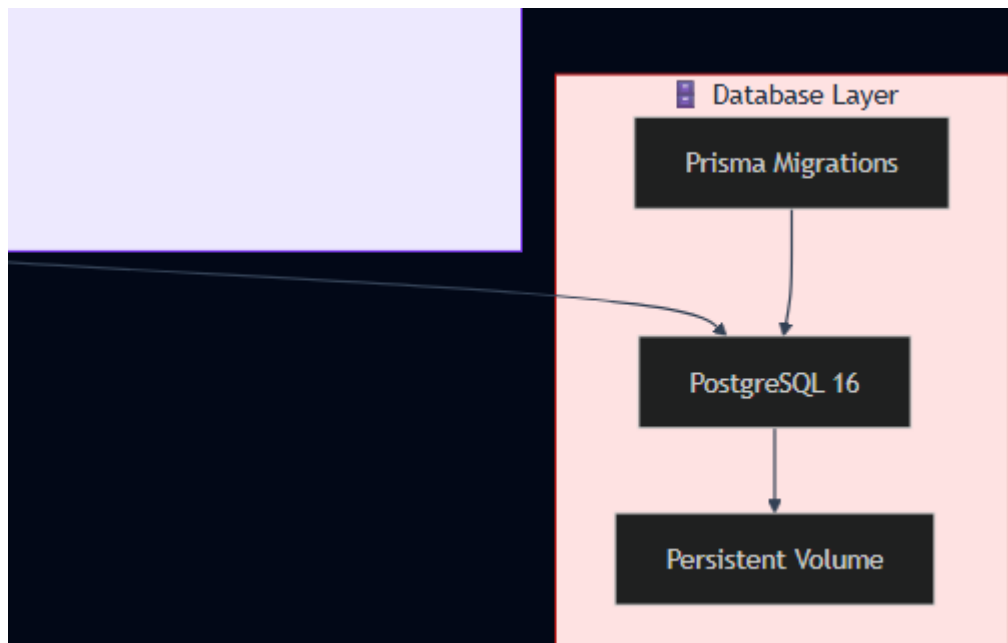 🗄️ Database Layer
Prisma Migrations
PostgreSQL 16
Persistent Volume